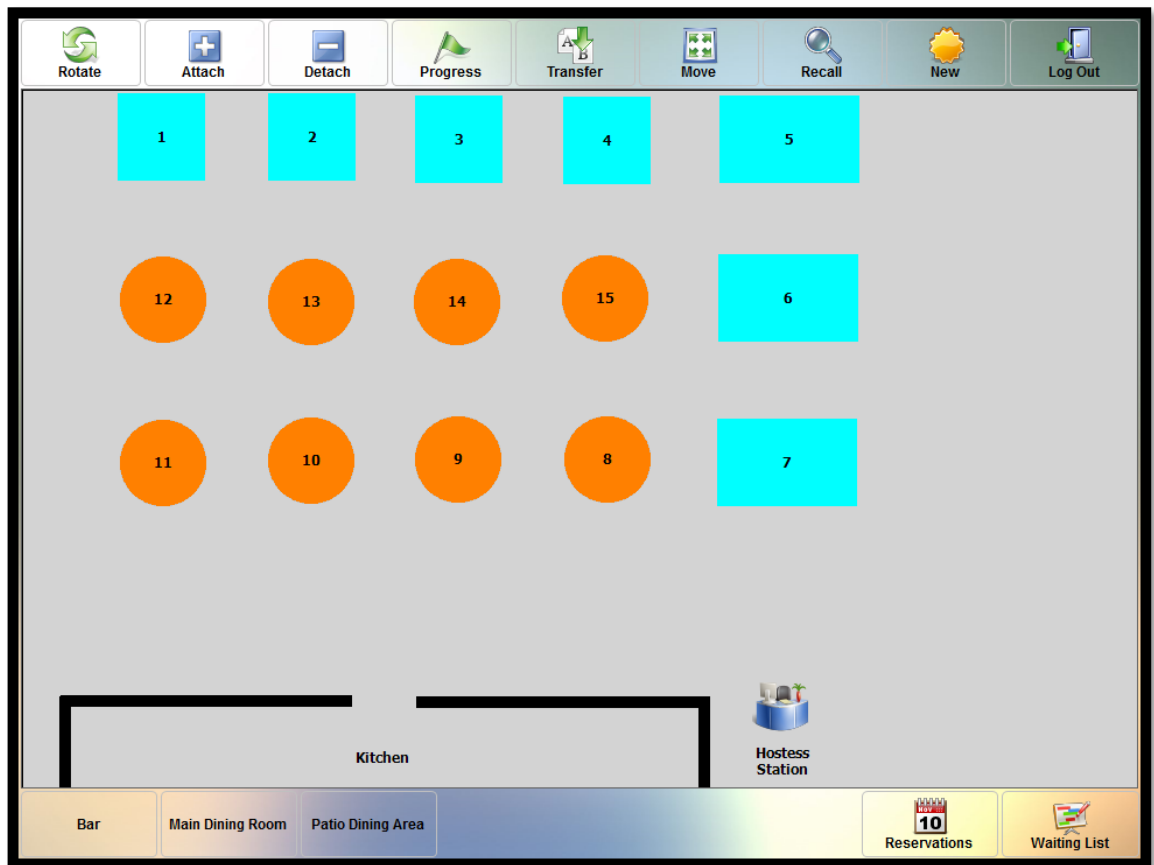 Rotate
Attach
Detach
Progress
Transfer
Move
Recall
New
Log Out
A
B
1
2
3
4
5
12
13
14
15
6
11
10
9
8
7
Kitchen
Hostess
Station
Bar
Main Dining Room
Patio Dining Area
NOV
10
Reservations
Waiting List